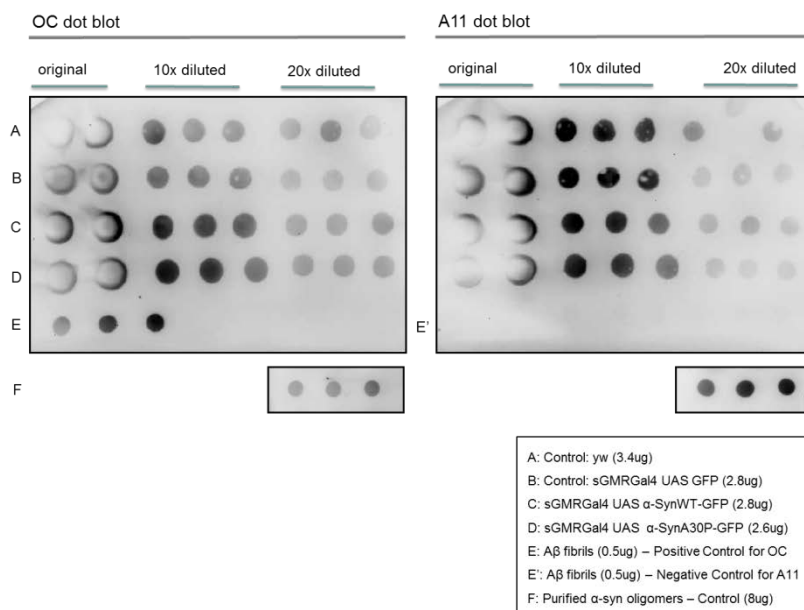 OC dot blot
A11 dot blot
original 10x diluted 20x diluted
original 10x diluted 20x diluted
A
B
C
D
E
E'
F
A: Control: yw (3.4ug)
B: Control: sGMRGal4 UAS GFP (2.8ug)
C: sGMRGal4 UAS α-SynWT-GFP (2.8ug)
D: sGMRGal4 UAS α-SynA30P-GFP (2.6ug)
E: Aβ fibrils (0.5ug) – Positive Control for OC
E': Aβ fibrils (0.5ug) – Negative Control for A11
F: Purified α-syn oligomers – Control (8ug)